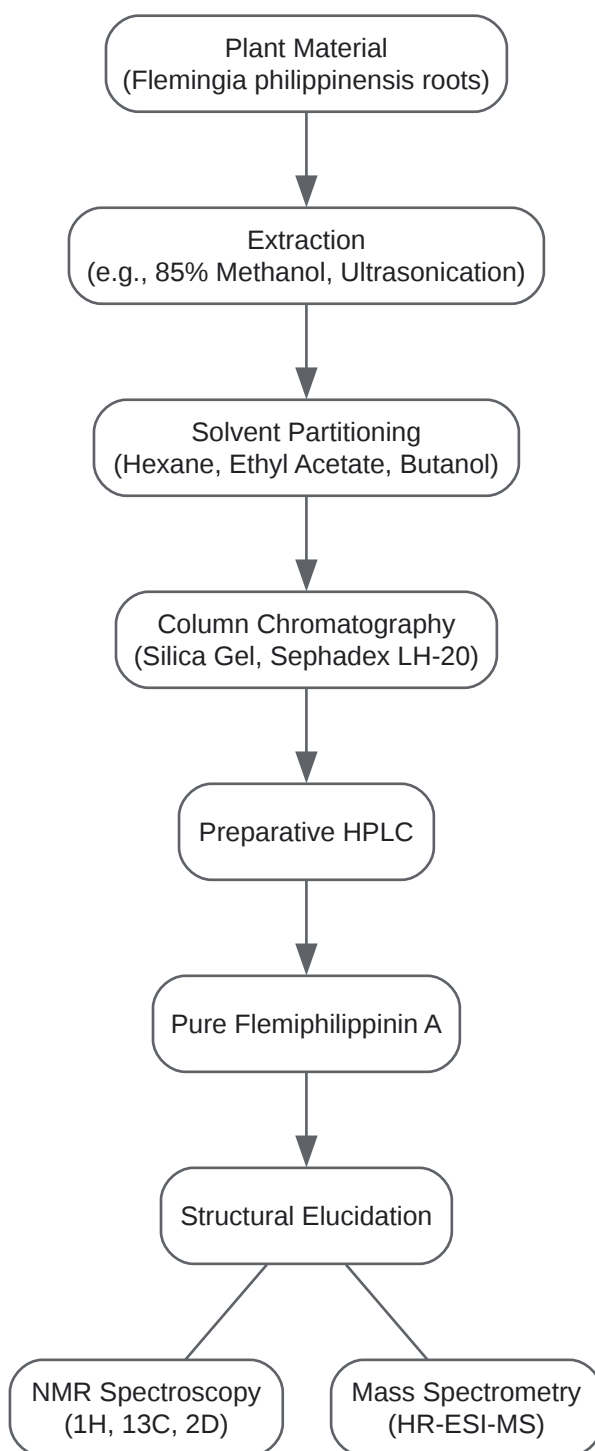 Plant Material
(Flemingia philippinensis roots)
Extraction
(e.g., 85% Methanol, Ultrasonication)
Solvent Partitioning
(Hexane, Ethyl Acetate, Butanol)
Column Chromatography
(Silica Gel, Sephadex LH-20)
Preparative HPLC
Pure Flemiphilippinin A
Structural Elucidation
NMR Spectroscopy
(1H, 13C, 2D)
Mass Spectrometry
(HR-ESI-MS)